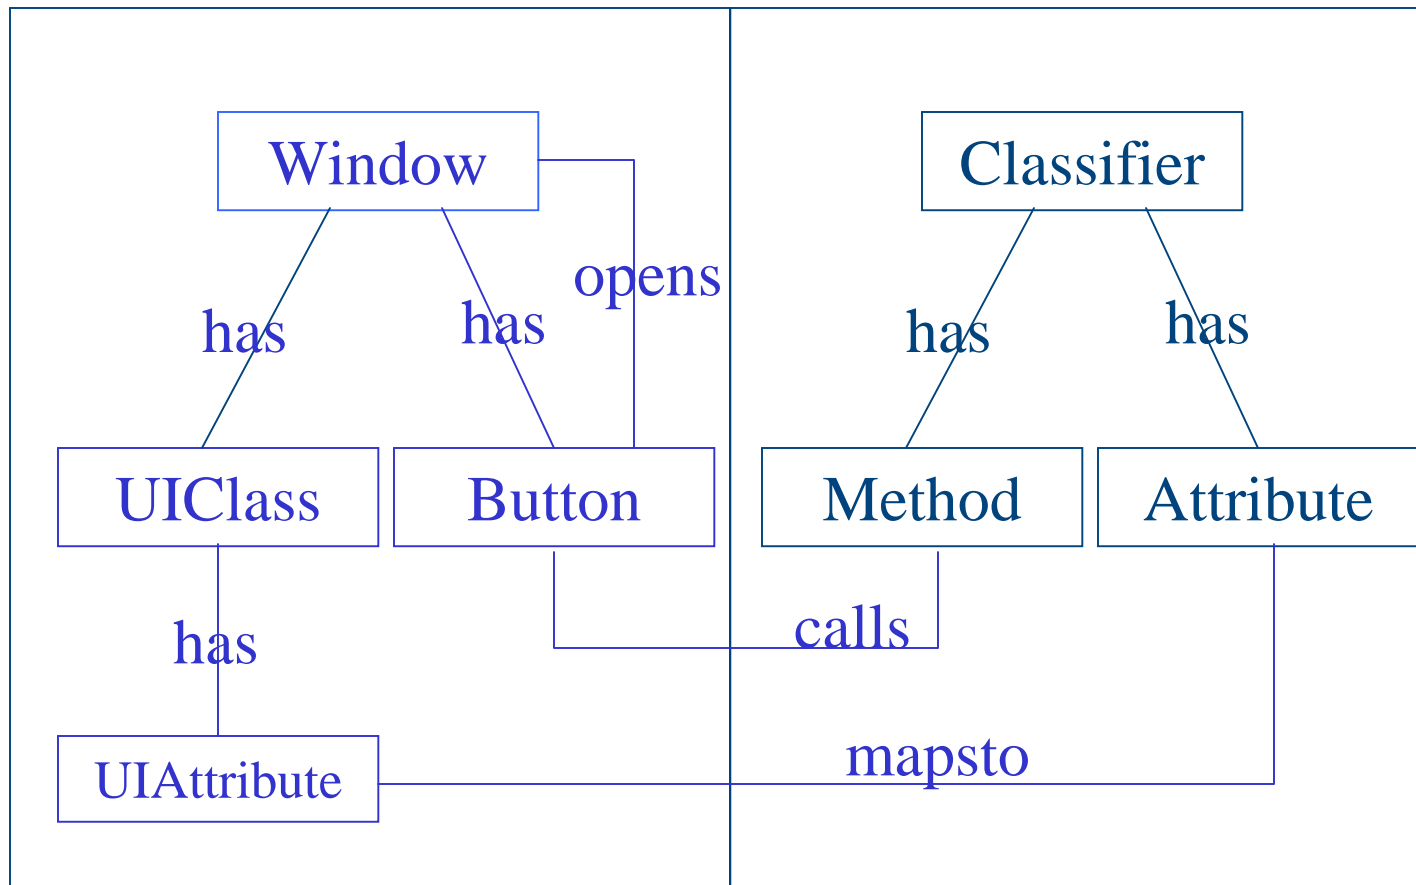 Window
Classifier
opens
has
has
has
has
UIClass
Button
Method
Attribute
calls
has
mapsto
UIAttribute